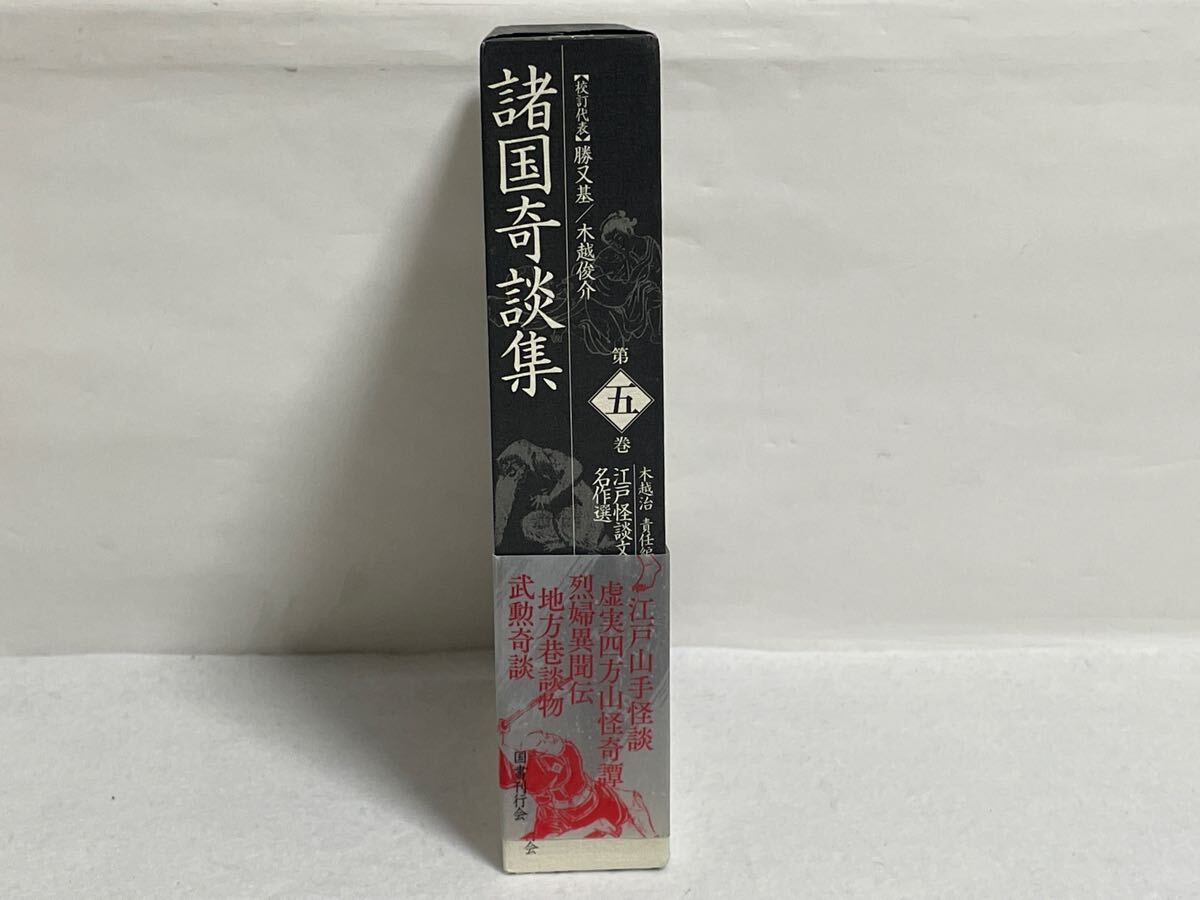 諸国奇談集
【校訂代表】勝又基／木越俊介
第
五
巻
木越治 責任編
江戸怪談文
名作選
江戸山手怪談
虚実四方山怪奇譚
烈婦異聞伝
地方巷談物
武勲奇談
国書刊行会
会